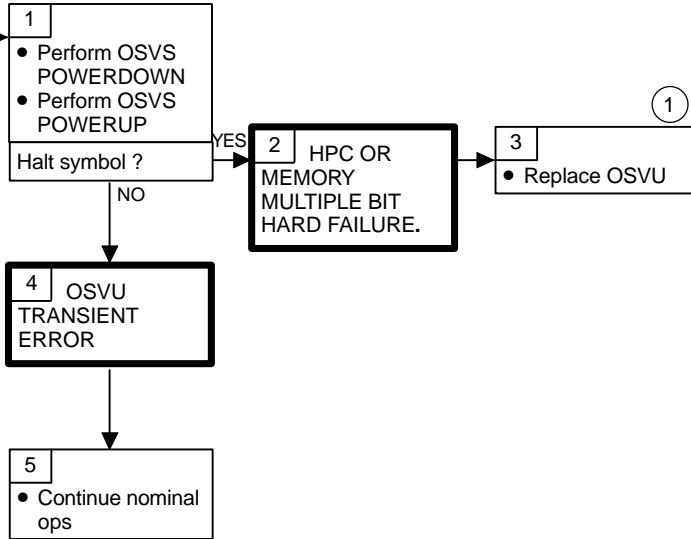 1
• Perform OSVS
POWERDOWN
• Perform OSVS
POWERUP
Halt symbol ?
YES
NO
2
HPC OR
MEMORY
MULTIPLE BIT
HARD FAILURE.
1
3
• Replace OSVU
4
OSVU
TRANSIENT
ERROR
5
• Continue nominal
ops